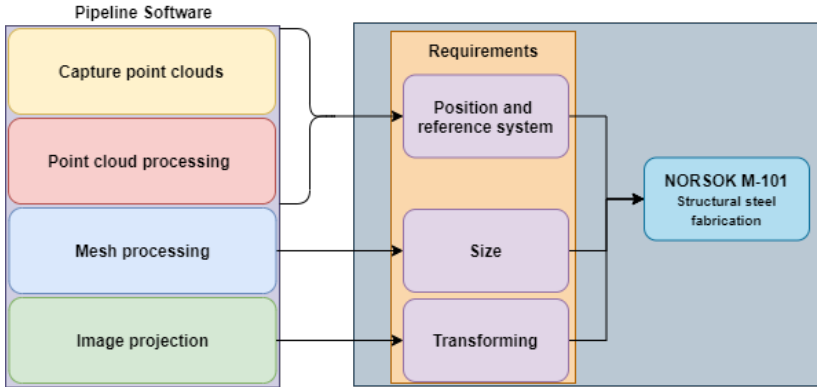 Pipeline Software
Capture point clouds
Point cloud processing
Mesh processing
Image projection
Requirements
Position and
reference system
Size
Transforming
NORSOK M-101
Structural steel
fabrication